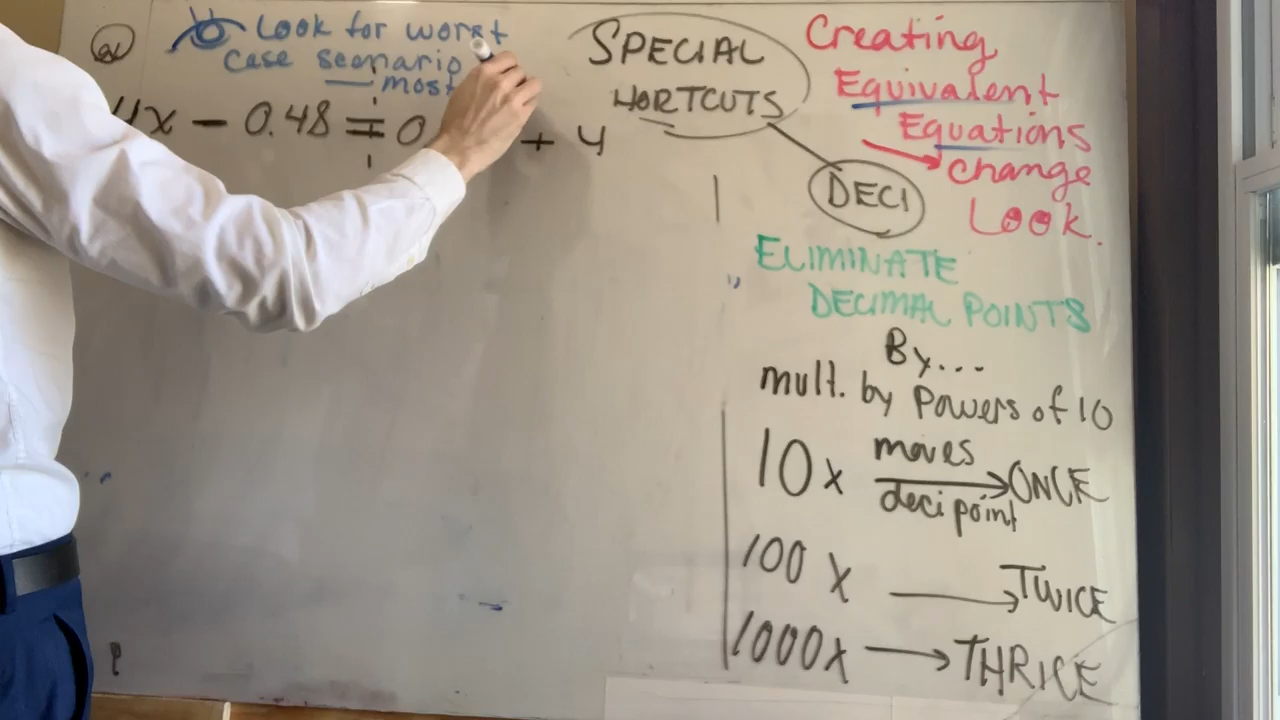 ex
Look for worst
case scenario
— most
4x - 0.48 = 0 + 4
SPECIAL
HORTCUTS
DECI
Creating
Equivalent
Equations
→ change
Look.
ELIMINATE
DECIMAL POINTS
By...
mult. by Powers of 10
10x moves deci point → ONCE
100 x → TWICE
1000x → THRICE